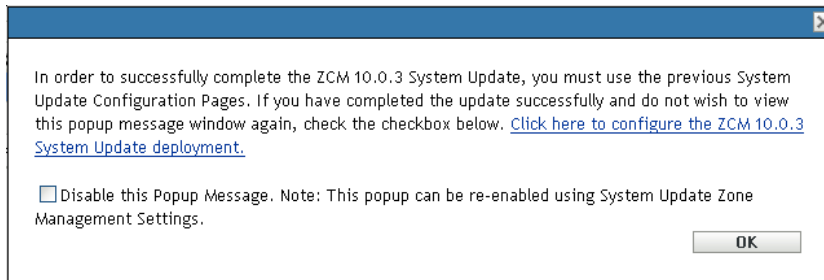 In order to successfully complete the ZCM 10.0.3 System Update, you must use the previous System
Update Configuration Pages. If you have completed the update successfully and do not wish to view
this popup message window again, check the checkbox below. Click here to configure the ZCM 10.0.3
System Update deployment.
Disable this Popup Message. Note: This popup can be re-enabled using System Update Zone
Management Settings.
OK